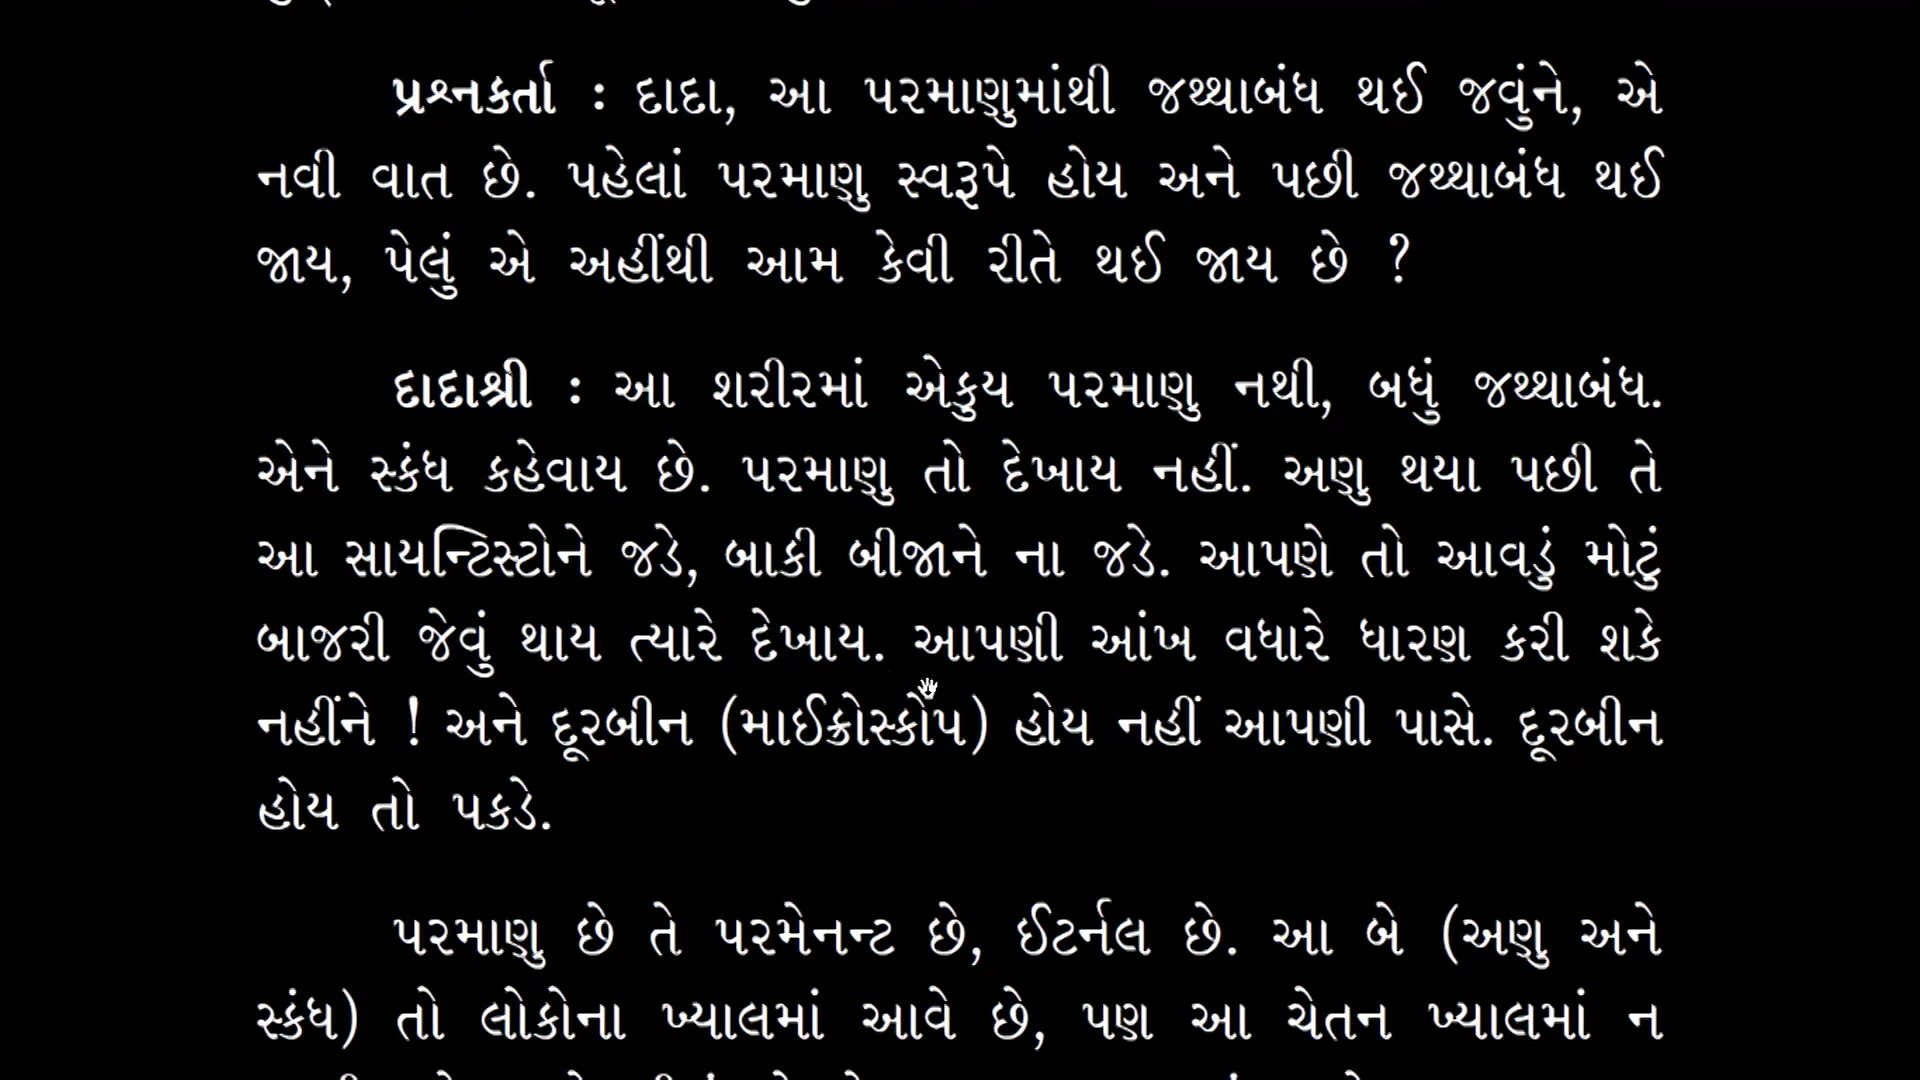 પ્રશ્નકર્તા : દાદા, આ પરમાણુમાંથી જથ્થાબંધ થઈ જવુંને, એ
નવી વાત છે. પહેલાં પરમાણુ સ્વરૂપે હોય અને પછી જથ્થાબંધ થઈ
જાય, પેલું એ અહીંથી આમ કેવી રીતે થઈ જાય છે ?
દાદાશ્રી : આ શરીરમાં એકુય પરમાણુ નથી, બધું જથ્થાબંધ.
એને સ્કંધ કહેવાય છે. પરમાણુ તો દેખાય નહીં. અણુ થયા પછી તે
આ સાયન્ટિસ્ટોને જડે, બાકી બીજાને ના જડે. આપણે તો આવડું મોટું
બાજરી જેવું થાય ત્યારે દેખાય. આપણી આંખ વધારે ધારણ કરી શકે
નહીંને ! અને દૂરબીન (માઈક્રોસ્કોપ) હોય નહીં આપણી પાસે. દૂરબીન
હોય તો પકડે.
પરમાણુ છે તે પરમેનન્ટ છે, ઈટર્નલ છે. આ બે (અણુ અને
સ્કંધ) તો લોકોના ખ્યાલમાં આવે છે, પણ આ ચેતન ખ્યાલમાં ન